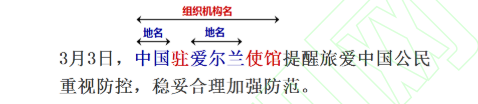 组织机构名
地名 地名
3月3日，中国驻爱尔兰使馆提醒旅爱中国公民
重视防控，稳妥合理加强防范。